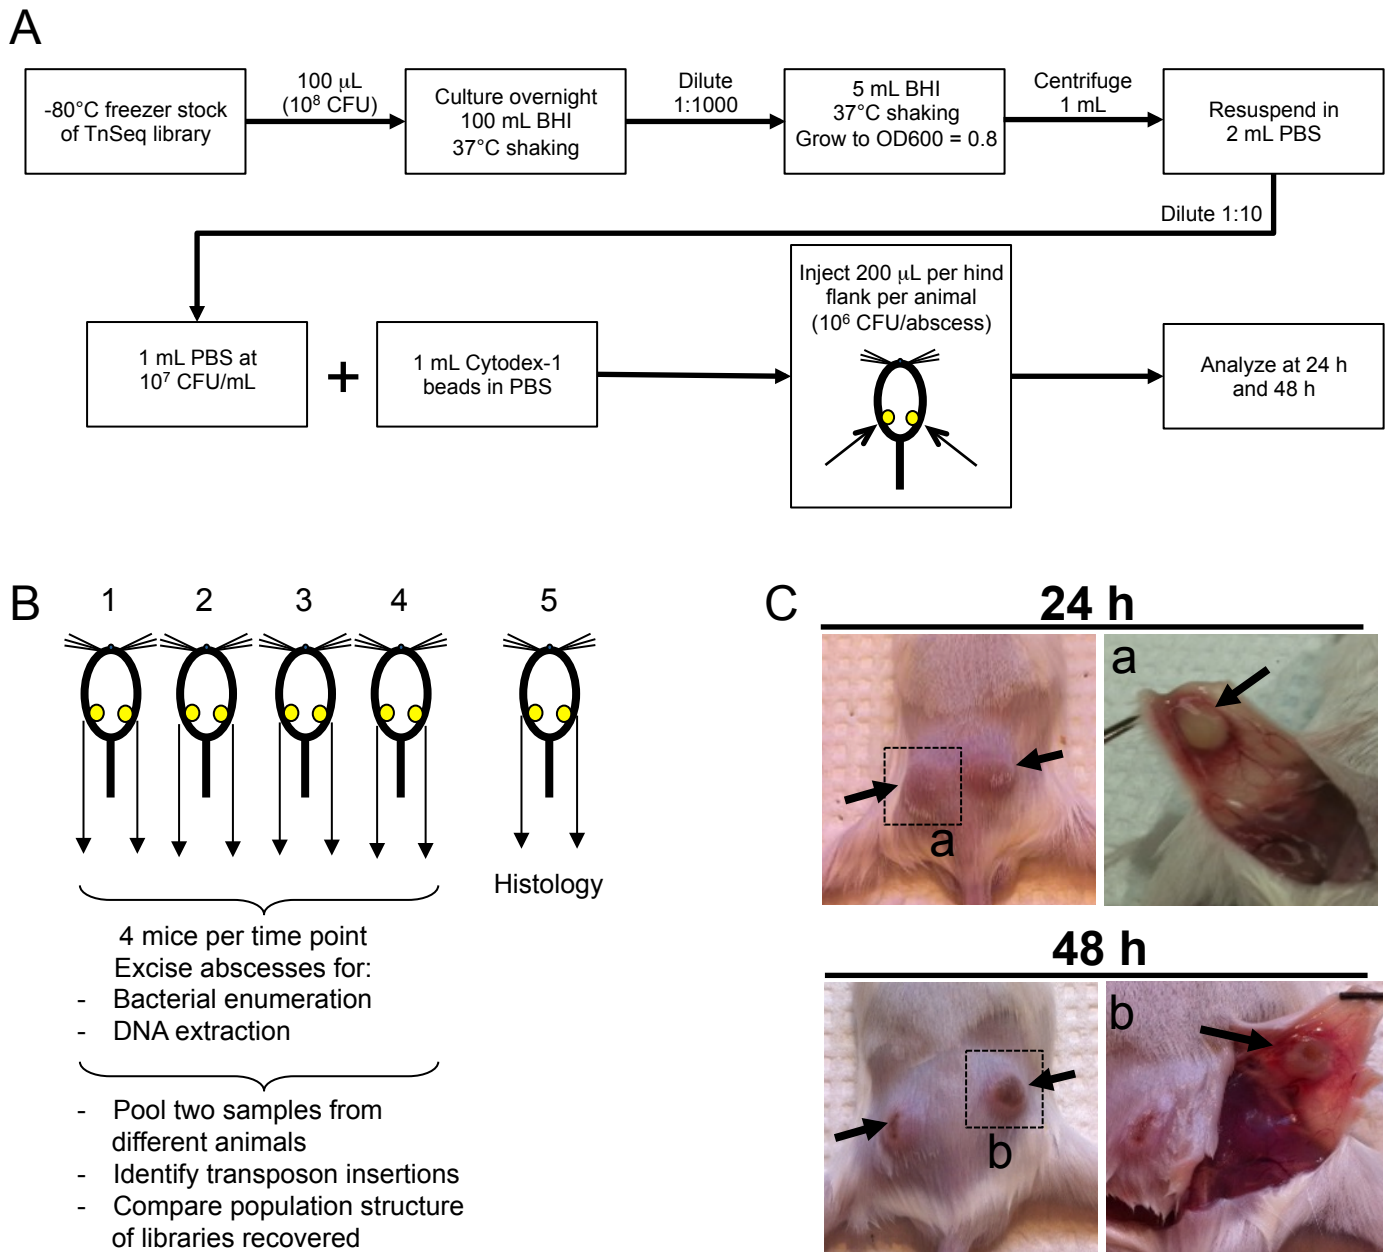 A
-80°C freezer stock
of TnSeq library
100 μL
(10⁸ CFU)
Culture overnight
100 mL BHI
37°C shaking
Dilute
1:1000
5 mL BHI
37°C shaking
Grow to OD600 = 0.8
Centrifuge
1 mL
Resuspend in
2 mL PBS
Dilute 1:10
1 mL PBS at
10⁷ CFU/mL
+
1 mL Cytodex-1
beads in PBS
Inject 200 μL per hind
flank per animal
(10⁶ CFU/abscess)
Analyze at 24 h
and 48 h
B
1 2 3 4 5
Histology
4 mice per time point
Excise abscesses for:
- Bacterial enumeration
- DNA extraction
- Pool two samples from
different animals
- Identify transposon insertions
- Compare population structure
of libraries recovered
C
24 h
a
a
48 h
b
b